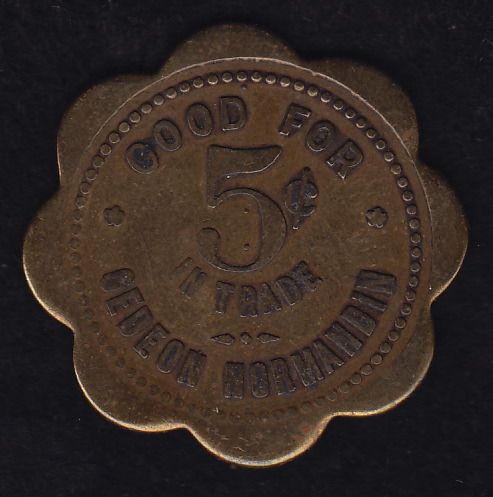 GOOD FOR
5¢
IN TRADE
GEDEON NORMANDIN